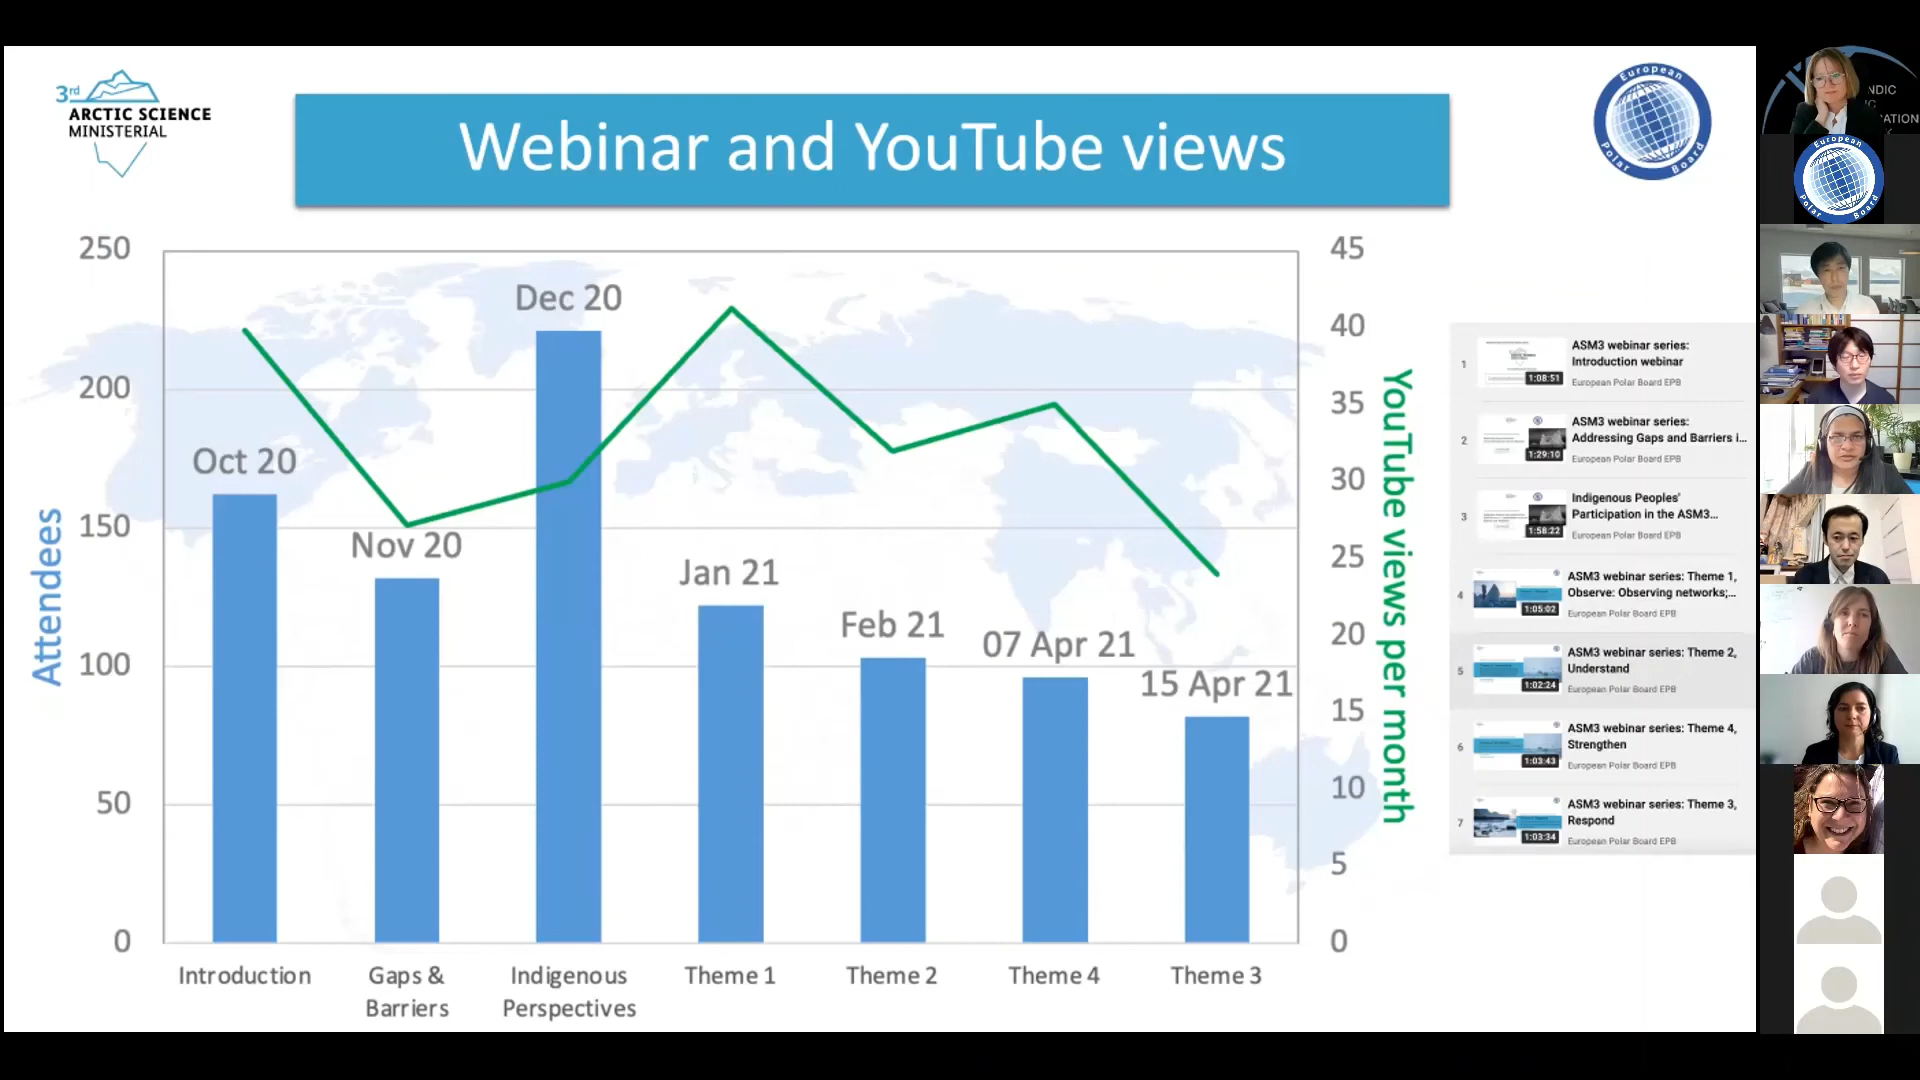 3rd
ARCTIC SCIENCE
MINISTERIAL
Webinar and YouTube views
European
Polar Board
250
200
150
100
50
0
Attendees
Oct 20
Nov 20
Dec 20
Jan 21
Feb 21
07 Apr 21
15 Apr 21
Introduction
Gaps &
Barriers
Indigenous
Perspectives
Theme 1
Theme 2
Theme 4
Theme 3
45
40
35
30
25
20
15
10
5
0
YouTube views per month
1
1:08:51
ASM3 webinar series:
Introduction webinar
European Polar Board EPB
2
1:29:10
ASM3 webinar series:
Addressing Gaps and Barriers i...
European Polar Board EPB
3
1:58:22
Indigenous Peoples'
Participation in the ASM3...
European Polar Board EPB
4
1:05:02
ASM3 webinar series: Theme 1,
Observe: Observing networks;...
European Polar Board EPB
5
1:02:24
ASM3 webinar series: Theme 2,
Understand
European Polar Board EPB
6
1:03:43
ASM3 webinar series: Theme 4,
Strengthen
European Polar Board EPB
7
1:03:34
ASM3 webinar series: Theme 3,
Respond
European Polar Board EPB
European
Polar Board